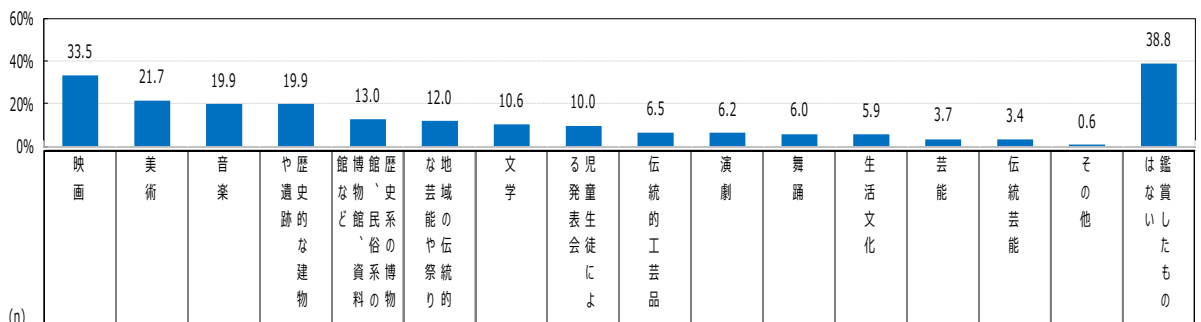 60%
40%
20%
0%
33.5
21.7
19.9
19.9
13.0
12.0
10.6
10.0
6.5
6.2
6.0
5.9
3.7
3.4
0.6
38.8
映画
美術
音楽
歴史的な建物
や遺跡
歴史系の博物
館、民俗系の
博物館、資料
館など
地域の伝統的
な芸能や祭り
文学
児童生徒によ
る発表会
伝統的工芸品
演劇
舞踊
生活文化
芸能
伝統芸能
その他
鑑賞したもの
はない
(n)